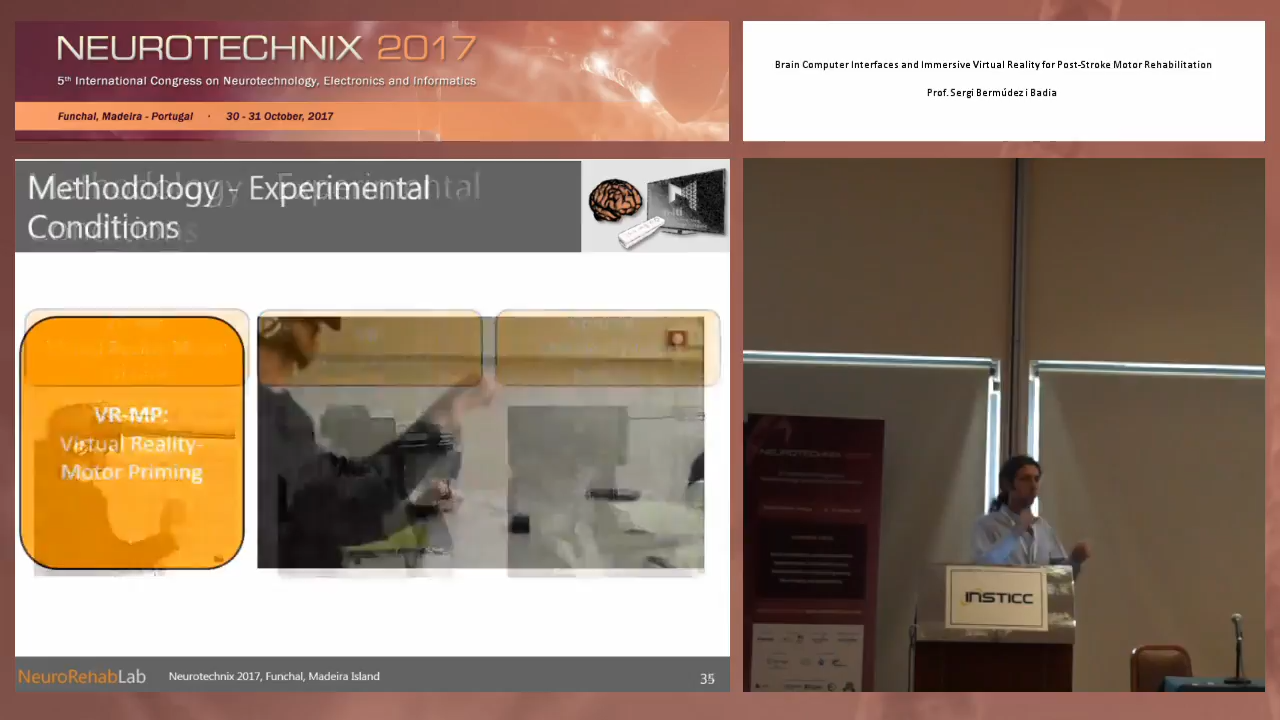 NEUROTECHNIX 2017
5th International Congress on Neurotechnology, Electronics and Informatics
Funchal, Madeira - Portugal · 30 - 31 October, 2017
Brain Computer Interfaces and Immersive Virtual Reality for Post-Stroke Motor Rehabilitation
Prof. Sergi Bermúdez i Badia
Methodology - Experimental
Conditions
VR-MP:
Virtual Reality-
Motor Priming
NeuroRehabLab
Neurotechnix 2017, Funchal, Madeira Island
35
NEUROTECHNIX
INSTICC